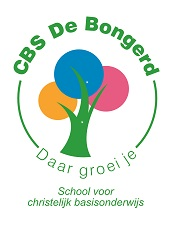 CBS De Bongerd
Daar groei je
School voor
christelijk basisonderwijs